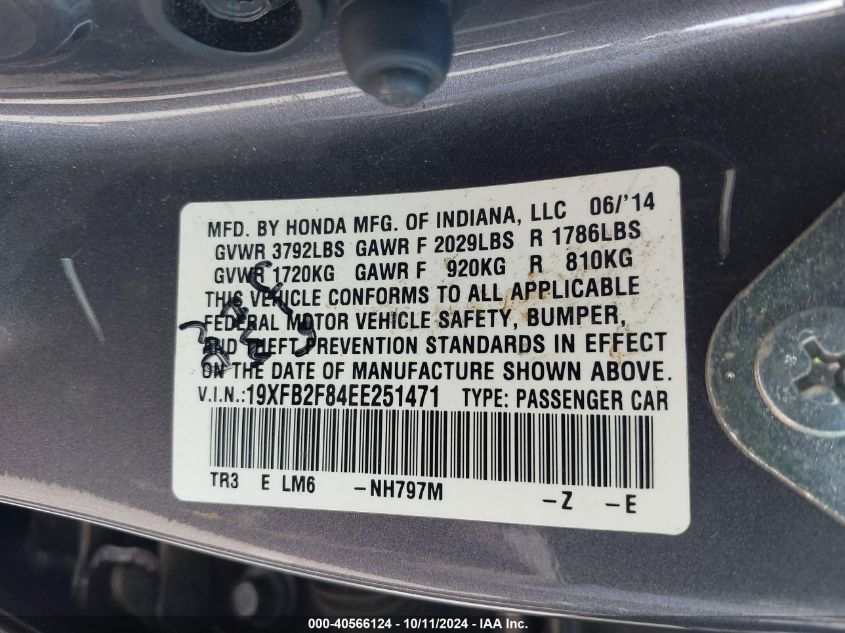 MFD. BY HONDA MFG. OF INDIANA, LLC 06/'14
GVWR 3792LBS GAWR F 2029LBS R 1786LBS
GVWR 1720KG GAWR F 920KG R 810KG
THIS VEHICLE CONFORMS TO ALL APPLICABLE
FEDERAL MOTOR VEHICLE SAFETY, BUMPER,
AND THEFT PREVENTION STANDARDS IN EFFECT
ON THE DATE OF MANUFACTURE SHOWN ABOVE.
V.I.N.:19XFB2F84EE251471 TYPE: PASSENGER CAR
TR3 E LM6 -NH797M -Z -E
000-40566124 - 10/11/2024 - IAA Inc.